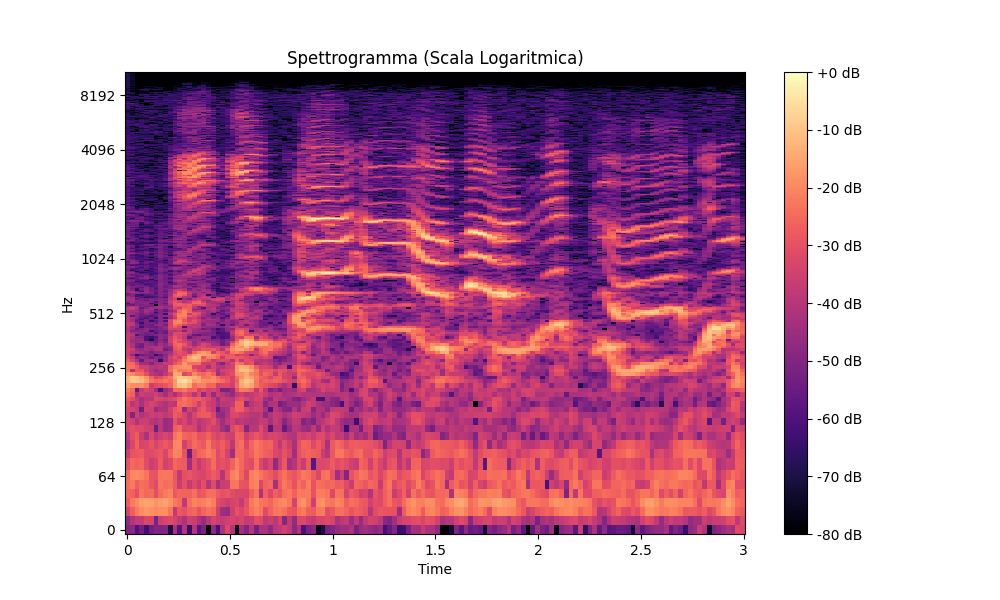 Spettrogramma (Scala Logaritmica)
8192
4096
2048
1024
512
256
128
64
0
Hz
0
0.5
1
1.5
2
2.5
3
Time
+0 dB
-10 dB
-20 dB
-30 dB
-40 dB
-50 dB
-60 dB
-70 dB
-80 dB